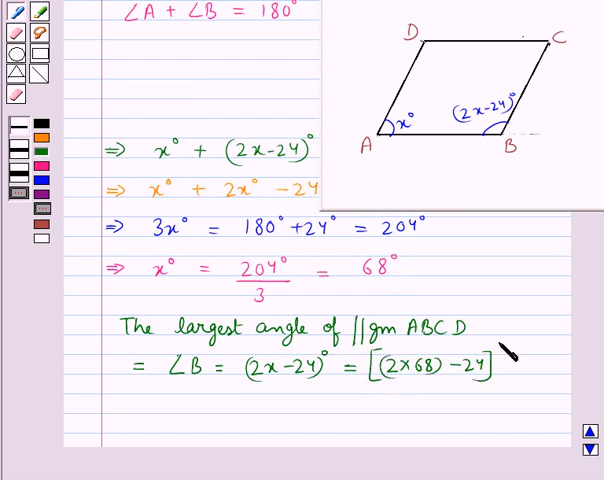 ∠A + ∠B = 180°
D C
x° (2x-24)°
A B
⇒ x° + (2x-24)°
⇒ x° + 2x° - 24
⇒ 3x° = 180° + 24° = 204°
⇒ x° = 204°/3 = 68°
The largest angle of ||gm ABCD
= ∠B = (2x-24)° = [(2×68) - 24]